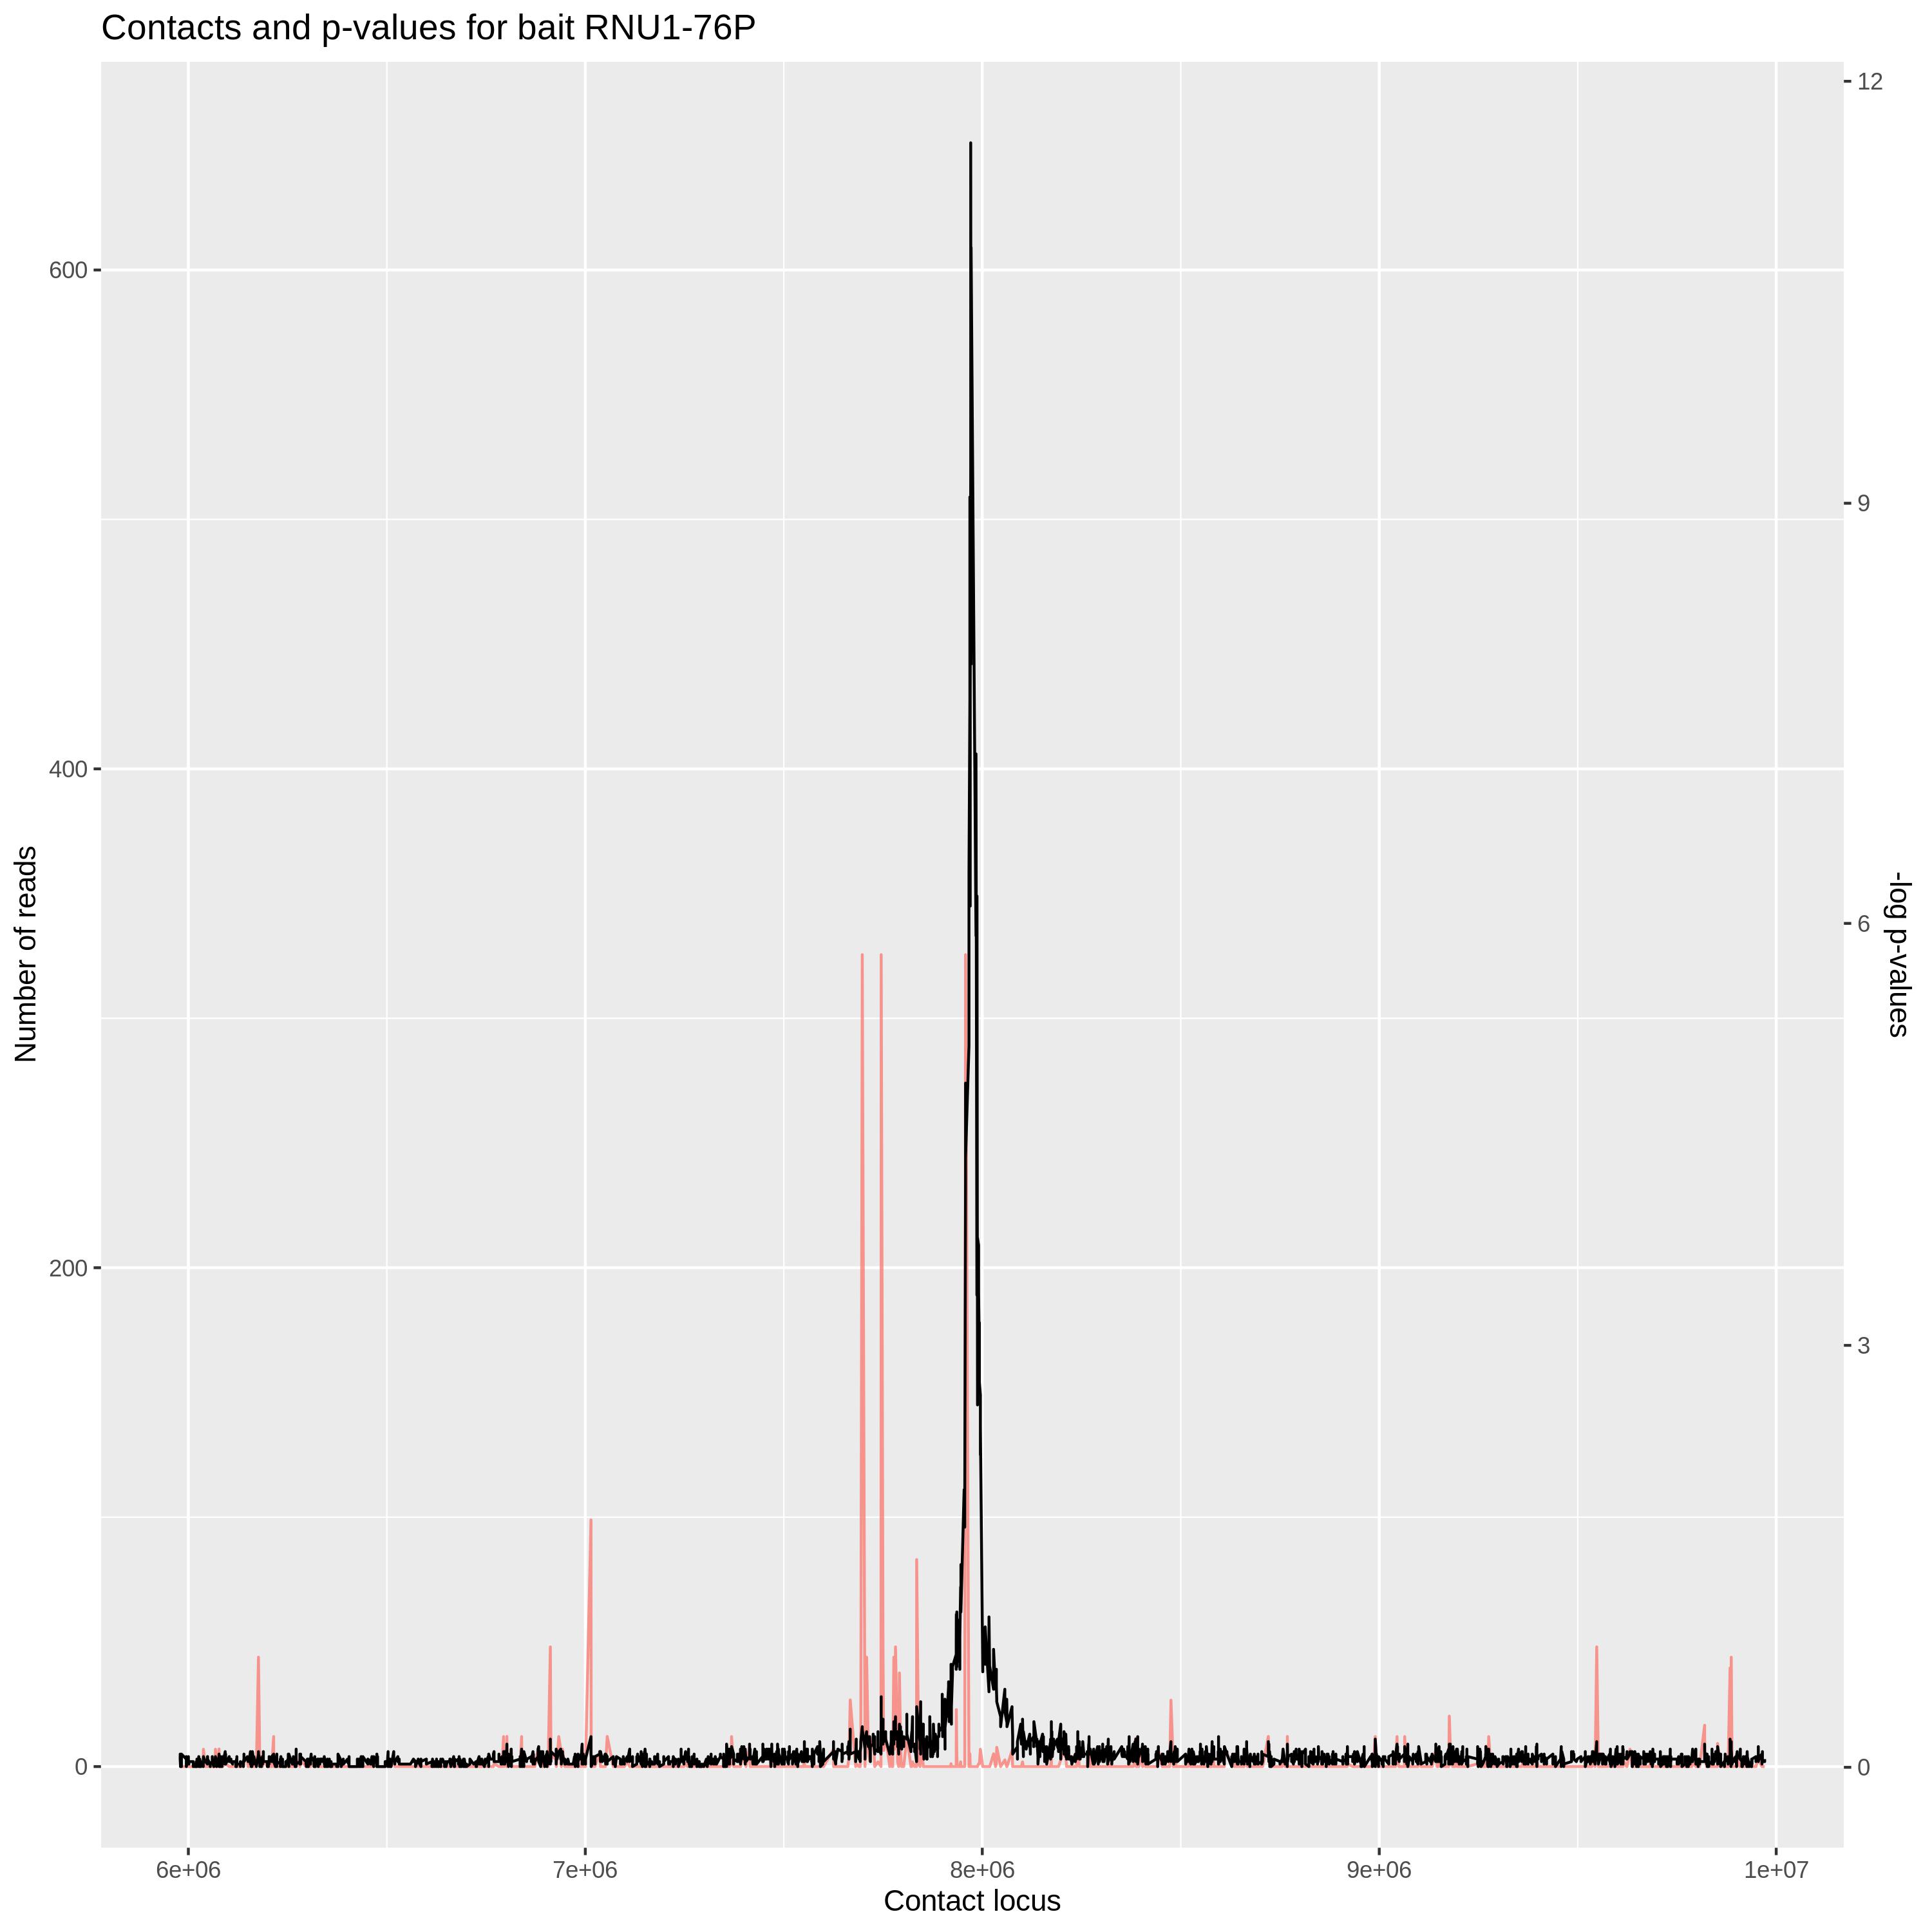 Contacts and p-values for bait RNU1-76P
12
9
6
3
0
600
400
200
0
Number of reads
-log p-values
6e+06 7e+06 8e+06 9e+06 1e+07
Contact locus